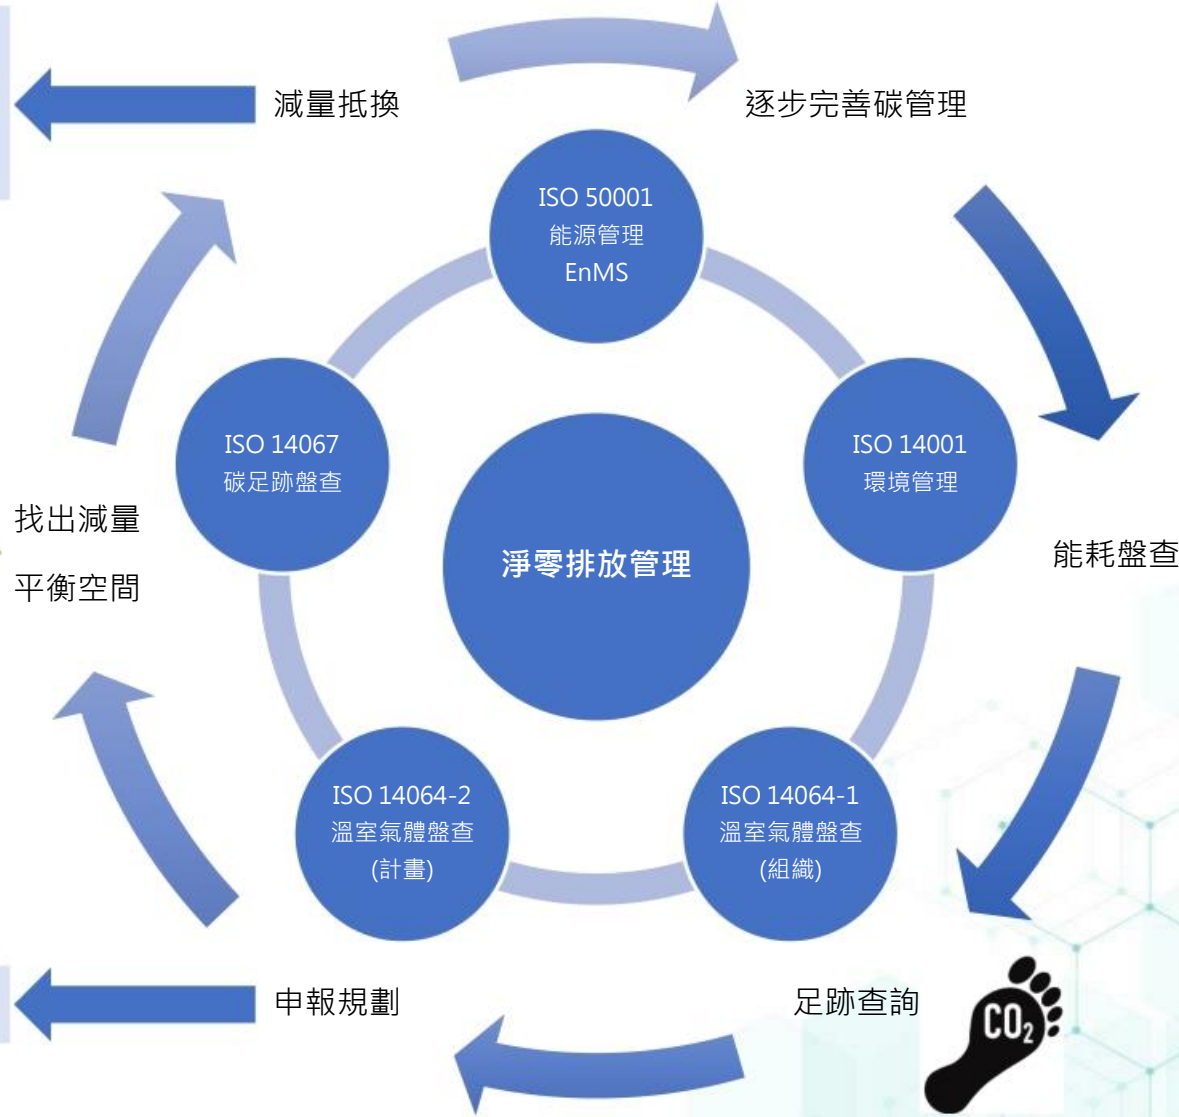 減量抵換
逐步完善碳管理
ISO 50001
能源管理
EnMS
ISO 14067
碳足跡盤查
ISO 14001
環境管理
找出減量
平衡空間
淨零排放管理
能耗盤查
ISO 14064-2
溫室氣體盤查
(計畫)
ISO 14064-1
溫室氣體盤查
(組織)
申報規劃
足跡查詢
CO₂